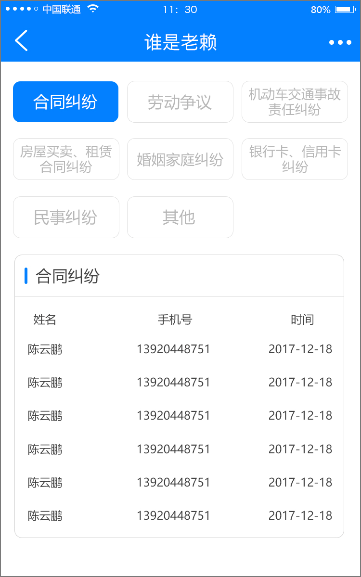 中国联通 11: 30 80%
谁是老赖
合同纠纷 劳动争议 机动车交通事故
责任纠纷
房屋买卖、租赁
合同纠纷 婚姻家庭纠纷 银行卡、信用卡
纠纷
民事纠纷 其他
合同纠纷
姓名 手机号 时间
陈云鹏 13920448751 2017-12-18
陈云鹏 13920448751 2017-12-18
陈云鹏 13920448751 2017-12-18
陈云鹏 13920448751 2017-12-18
陈云鹏 13920448751 2017-12-18
陈云鹏 13920448751 2017-12-18